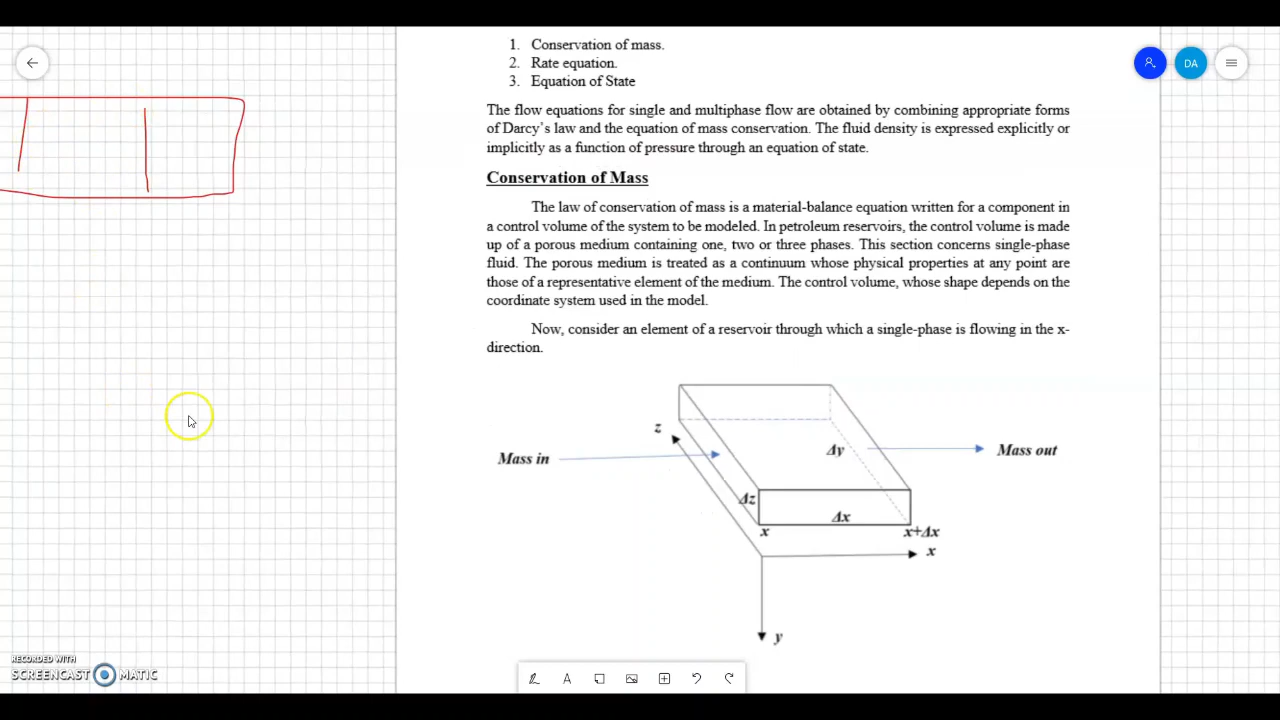 1. Conservation of mass.
2. Rate equation.
3. Equation of State
The flow equations for single and multiphase flow are obtained by combining appropriate forms
of Darcy's law and the equation of mass conservation. The fluid density is expressed explicitly or
implicitly as a function of pressure through an equation of state.
Conservation of Mass
The law of conservation of mass is a material-balance equation written for a component in
a control volume of the system to be modeled. In petroleum reservoirs, the control volume is made
up of a porous medium containing one, two or three phases. This section concerns single-phase
fluid. The porous medium is treated as a continuum whose physical properties at any point are
those of a representative element of the medium. The control volume, whose shape depends on the
coordinate system used in the model.
Now, consider an element of a reservoir through which a single-phase is flowing in the x-
direction.
z
Mass in
Δy
Mass out
Δz
Δx
x
x+Δx
x
y
DA
RECORDED WITH
SCREENCAST MATIC
A